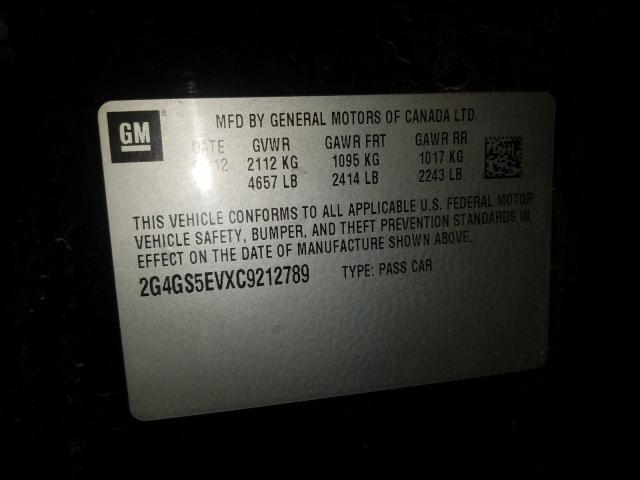 GM ®
MFD BY GENERAL MOTORS OF CANADA LTD.
DATE GVWR GAWR FRT GAWR RR
2112 KG 1095 KG 1017 KG
4657 LB 2414 LB 2243 LB
THIS VEHICLE CONFORMS TO ALL APPLICABLE U.S. FEDERAL MOTOR
VEHICLE SAFETY, BUMPER, AND THEFT PREVENTION STANDARDS IN
EFFECT ON THE DATE OF MANUFACTURE SHOWN ABOVE.
2G4GS5EVXC9212789 TYPE: PASS CAR